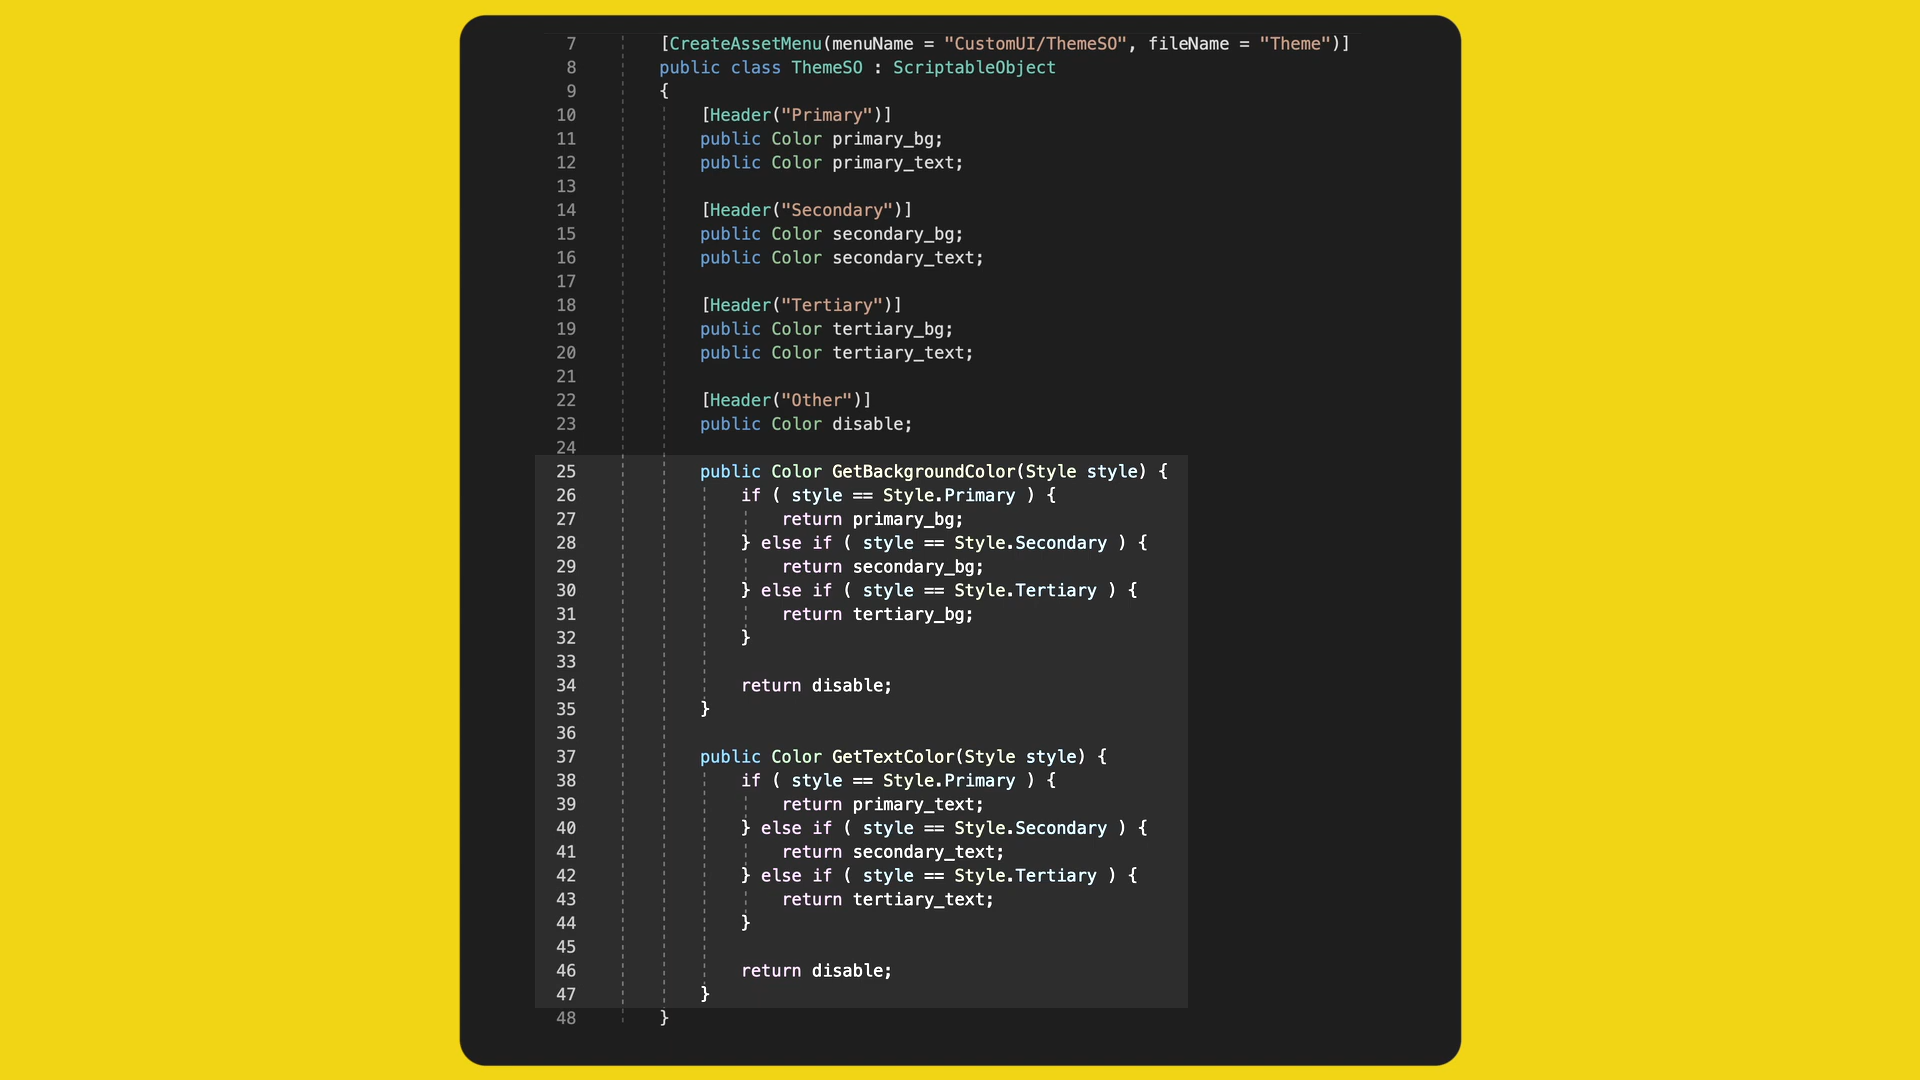 7 [CreateAssetMenu(menuName = "CustomUI/ThemeSO", fileName = "Theme")]
8 public class ThemeSO : ScriptableObject
9 {
10 [Header("Primary")]
11 public Color primary_bg;
12 public Color primary_text;
13
14 [Header("Secondary")]
15 public Color secondary_bg;
16 public Color secondary_text;
17
18 [Header("Tertiary")]
19 public Color tertiary_bg;
20 public Color tertiary_text;
21
22 [Header("Other")]
23 public Color disable;
24
25 public Color GetBackgroundColor(Style style) {
26 if ( style == Style.Primary ) {
27 return primary_bg;
28 } else if ( style == Style.Secondary ) {
29 return secondary_bg;
30 } else if ( style == Style.Tertiary ) {
31 return tertiary_bg;
32 }
33
34 return disable;
35 }
36
37 public Color GetTextColor(Style style) {
38 if ( style == Style.Primary ) {
39 return primary_text;
40 } else if ( style == Style.Secondary ) {
41 return secondary_text;
42 } else if ( style == Style.Tertiary ) {
43 return tertiary_text;
44 }
45
46 return disable;
47 }
48 }